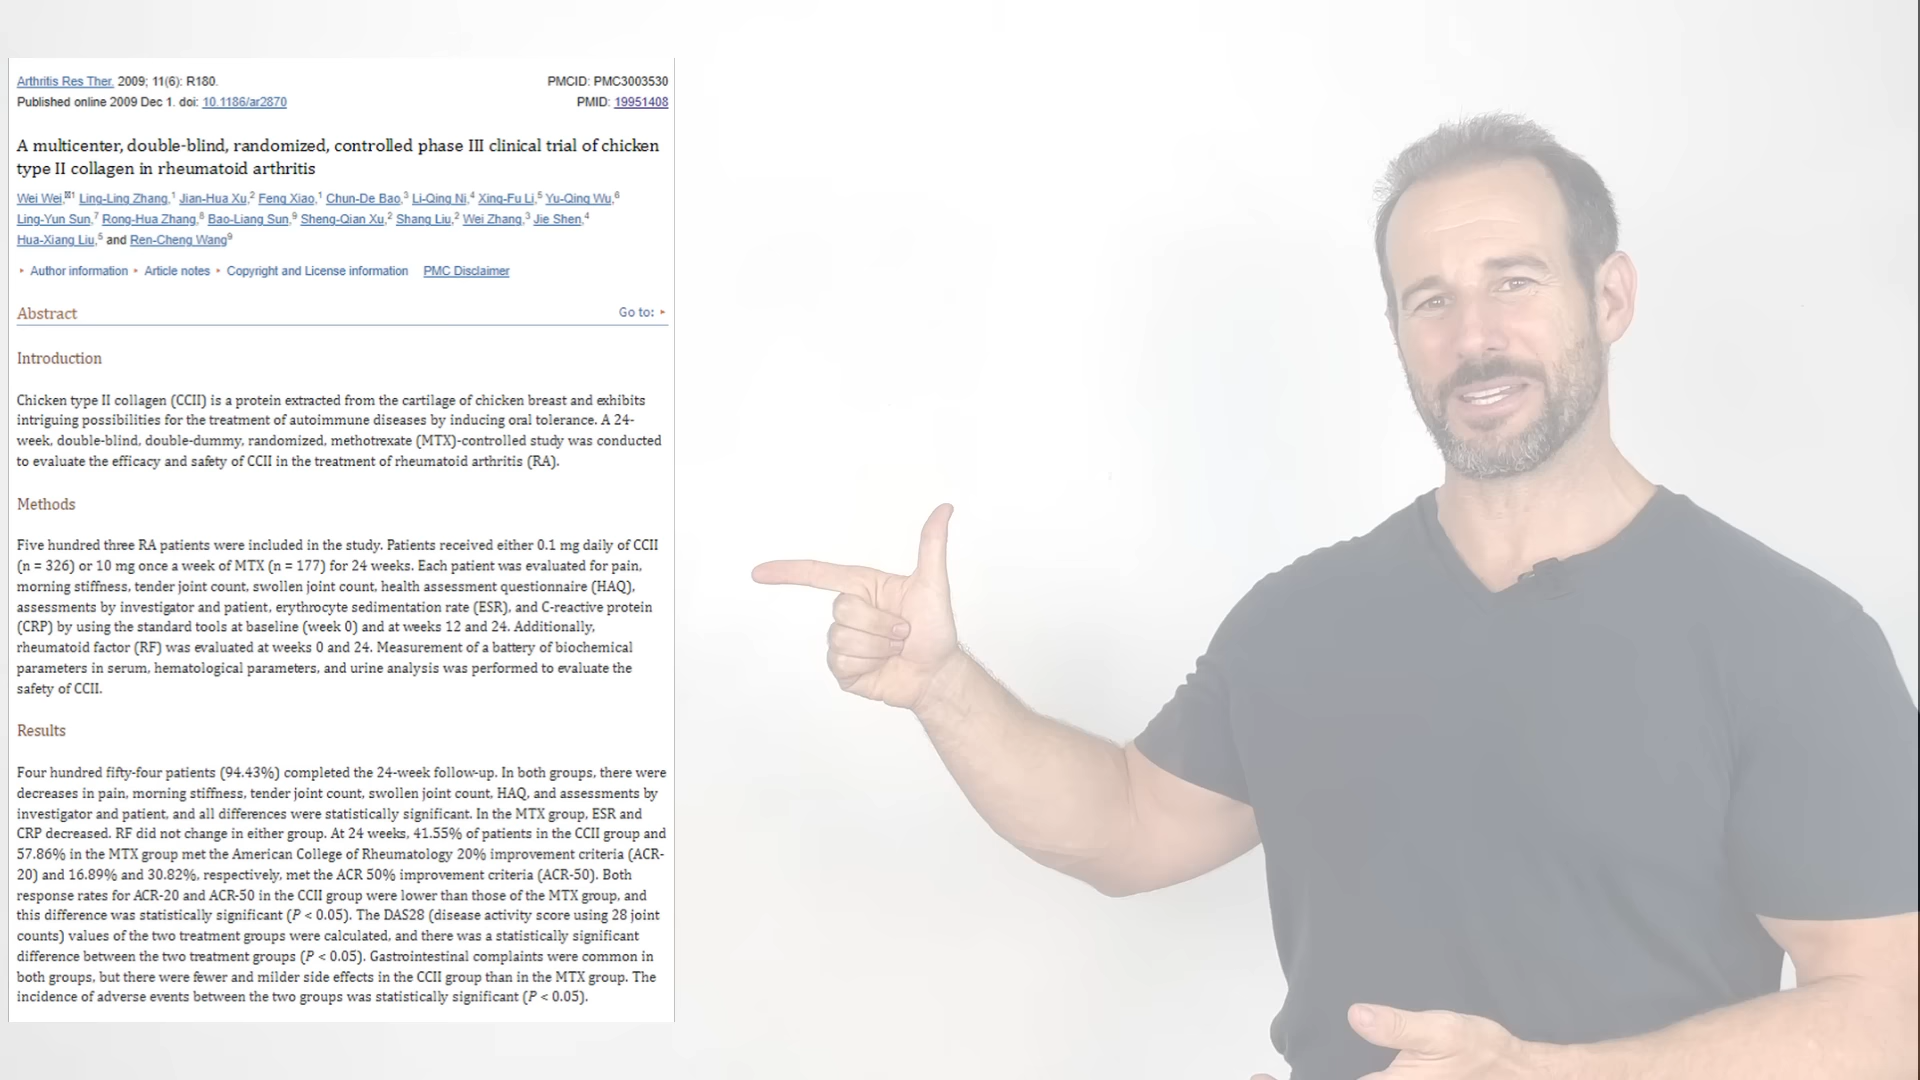 Arthritis Res Ther. 2009; 11(6): R180. PMCID: PMC3003530
Published online 2009 Dec 1. doi: 10.1186/ar2870 PMID: 19951408
A multicenter, double-blind, randomized, controlled phase III clinical trial of chicken
type II collagen in rheumatoid arthritis
Wei Wei,✉1 Ling-Ling Zhang,1 Jian-Hua Xu,2 Feng Xiao,1 Chun-De Bao,3 Li-Qing Ni,4 Xing-Fu Li,5 Yu-Qing Wu,6
Ling-Yun Sun,7 Rong-Hua Zhang,8 Bao-Liang Sun,9 Sheng-Qian Xu,2 Shang Liu,2 Wei Zhang,3 Jie Shen,4
Hua-Xiang Liu,5 and Ren-Cheng Wang9
▸ Author information ▸ Article notes ▸ Copyright and License information PMC Disclaimer
Abstract Go to: ▸
Introduction
Chicken type II collagen (CCII) is a protein extracted from the cartilage of chicken breast and exhibits
intriguing possibilities for the treatment of autoimmune diseases by inducing oral tolerance. A 24-
week, double-blind, double-dummy, randomized, methotrexate (MTX)-controlled study was conducted
to evaluate the efficacy and safety of CCII in the treatment of rheumatoid arthritis (RA).
Methods
Five hundred three RA patients were included in the study. Patients received either 0.1 mg daily of CCII
(n = 326) or 10 mg once a week of MTX (n = 177) for 24 weeks. Each patient was evaluated for pain,
morning stiffness, tender joint count, swollen joint count, health assessment questionnaire (HAQ),
assessments by investigator and patient, erythrocyte sedimentation rate (ESR), and C-reactive protein
(CRP) by using the standard tools at baseline (week 0) and at weeks 12 and 24. Additionally,
rheumatoid factor (RF) was evaluated at weeks 0 and 24. Measurement of a battery of biochemical
parameters in serum, hematological parameters, and urine analysis was performed to evaluate the
safety of CCII.
Results
Four hundred fifty-four patients (94.43%) completed the 24-week follow-up. In both groups, there were
decreases in pain, morning stiffness, tender joint count, swollen joint count, HAQ, and assessments by
investigator and patient, and all differences were statistically significant. In the MTX group, ESR and
CRP decreased. RF did not change in either group. At 24 weeks, 41.55% of patients in the CCII group and
57.86% in the MTX group met the American College of Rheumatology 20% improvement criteria (ACR-
20) and 16.89% and 30.82%, respectively, met the ACR 50% improvement criteria (ACR-50). Both
response rates for ACR-20 and ACR-50 in the CCII group were lower than those of the MTX group, and
this difference was statistically significant (P < 0.05). The DAS28 (disease activity score using 28 joint
counts) values of the two treatment groups were calculated, and there was a statistically significant
difference between the two treatment groups (P < 0.05). Gastrointestinal complaints were common in
both groups, but there were fewer and milder side effects in the CCII group than in the MTX group. The
incidence of adverse events between the two groups was statistically significant (P < 0.05).